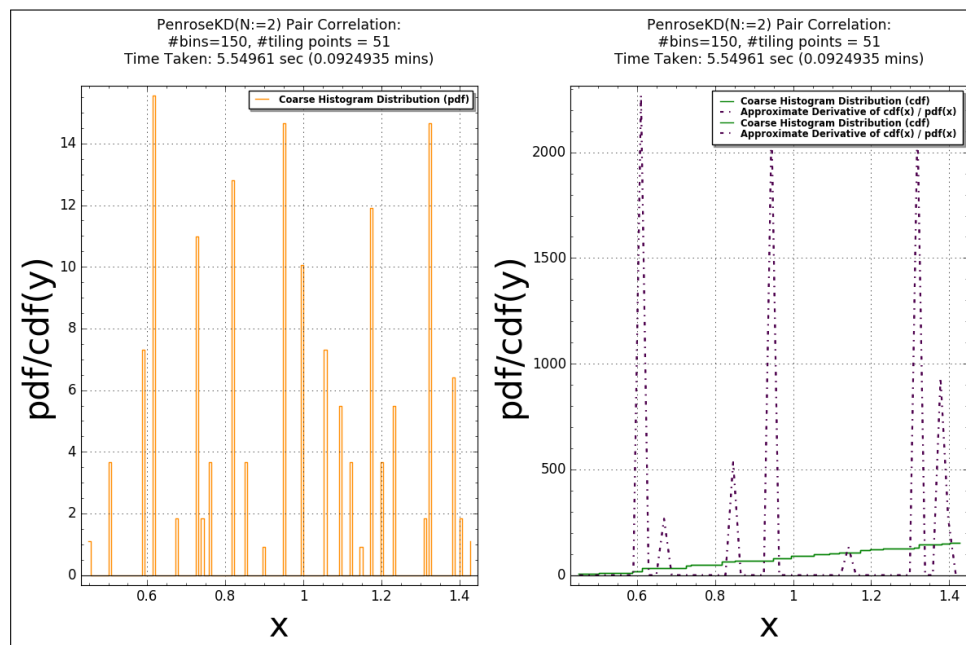 PenroseKD(N:=2) Pair Correlation:
#bins=150, #tiling points = 51
Time Taken: 5.54961 sec (0.0924935 mins)
Coarse Histogram Distribution (pdf)
pdf/cdf(y)
14
12
10
8
6
4
2
0
0.6
0.8
1
1.2
1.4
x
PenroseKD(N:=2) Pair Correlation:
#bins=150, #tiling points = 51
Time Taken: 5.54961 sec (0.0924935 mins)
Coarse Histogram Distribution (cdf)
Approximate Derivative of cdf(x) / pdf(x)
Coarse Histogram Distribution (cdf)
Approximate Derivative of cdf(x) / pdf(x)
pdf/cdf(y)
2000
1500
1000
500
0
0.6
0.8
1
1.2
1.4
x